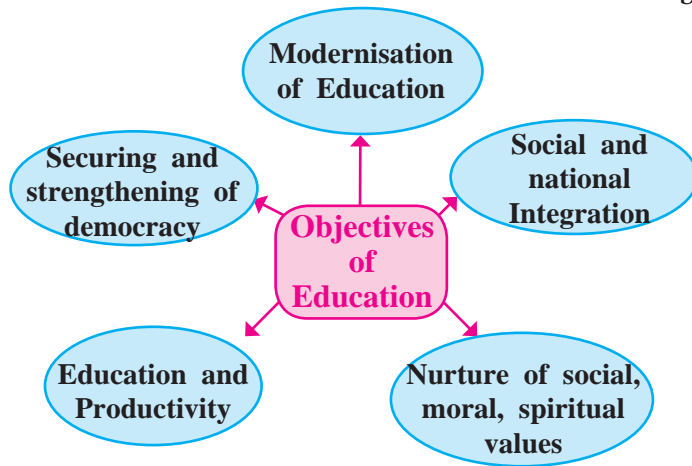 Modernisation
of Education
Securing and
strengthening of
democracy
Social and
national
Integration
Objectives
of
Education
Education and
Productivity
Nurture of social,
moral, spiritual
values